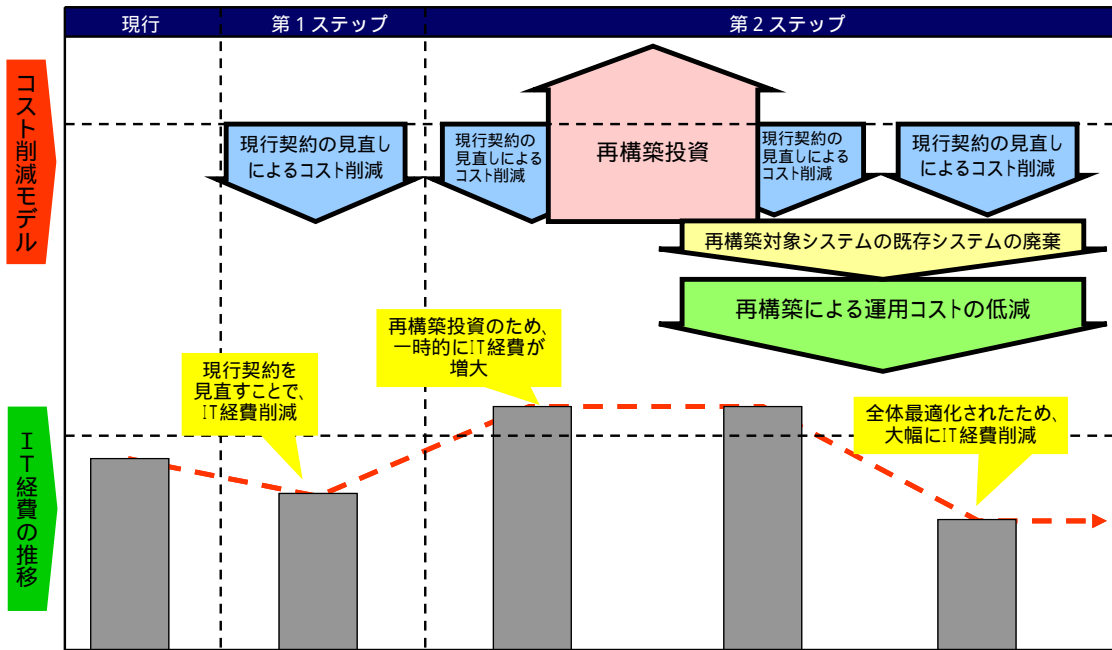 現行
第１ステップ
第２ステップ
コスト削減モデル
現行契約の見直し
によるコスト削減
現行契約の
見直しによる
コスト削減
再構築投資
現行契約の
見直しによる
コスト削減
現行契約の見直し
によるコスト削減
再構築対象システムの既存システムの廃棄
再構築による運用コストの低減
再構築投資のため、
一時的にIT経費が
増大
現行契約を
見直すことで、
IT経費削減
全体最適化されたため、
大幅にIT経費削減
ＩＴ経費の推移